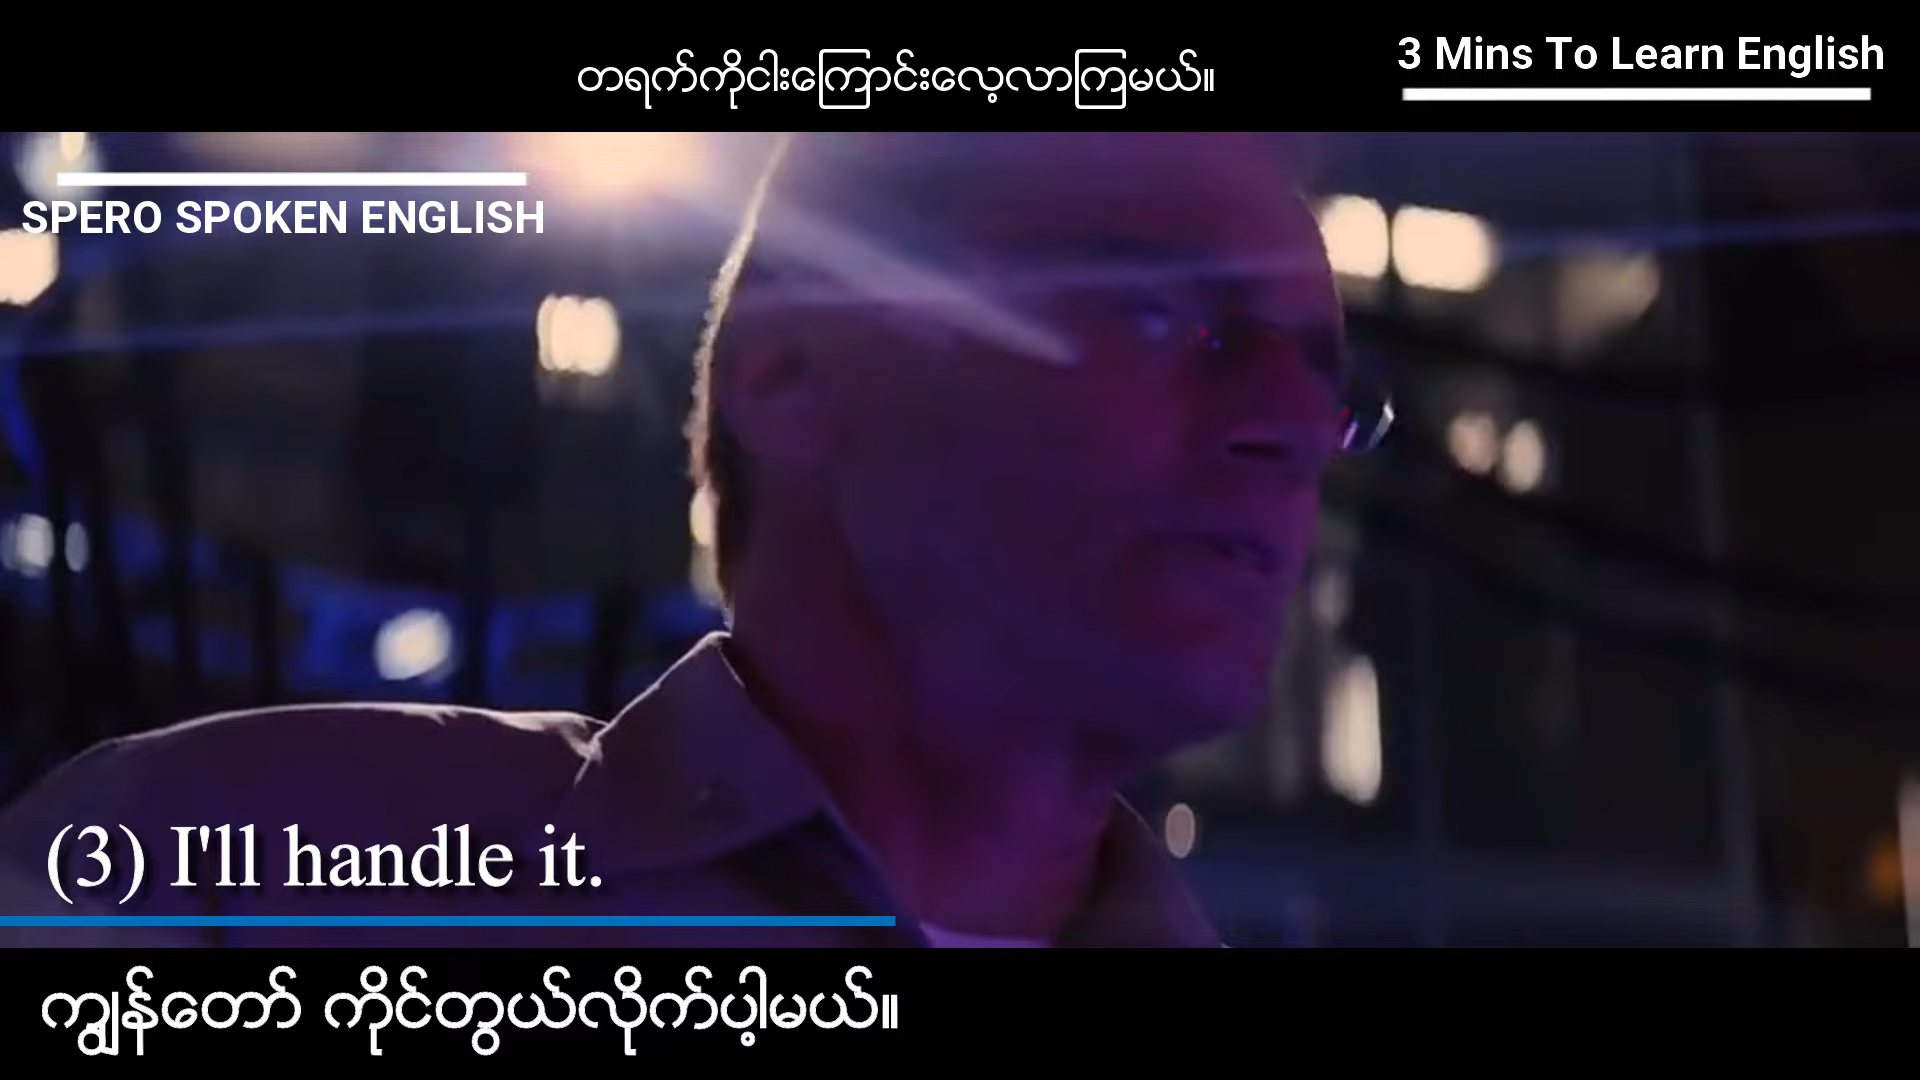 တရက်ကိုငါးကြောင်းလေ့လာကြမယ်။
3 Mins To Learn English
SPERO SPOKEN ENGLISH
(3) I'll handle it.
ကျွန်တော် ကိုင်တွယ်လိုက်ပါ့မယ်။